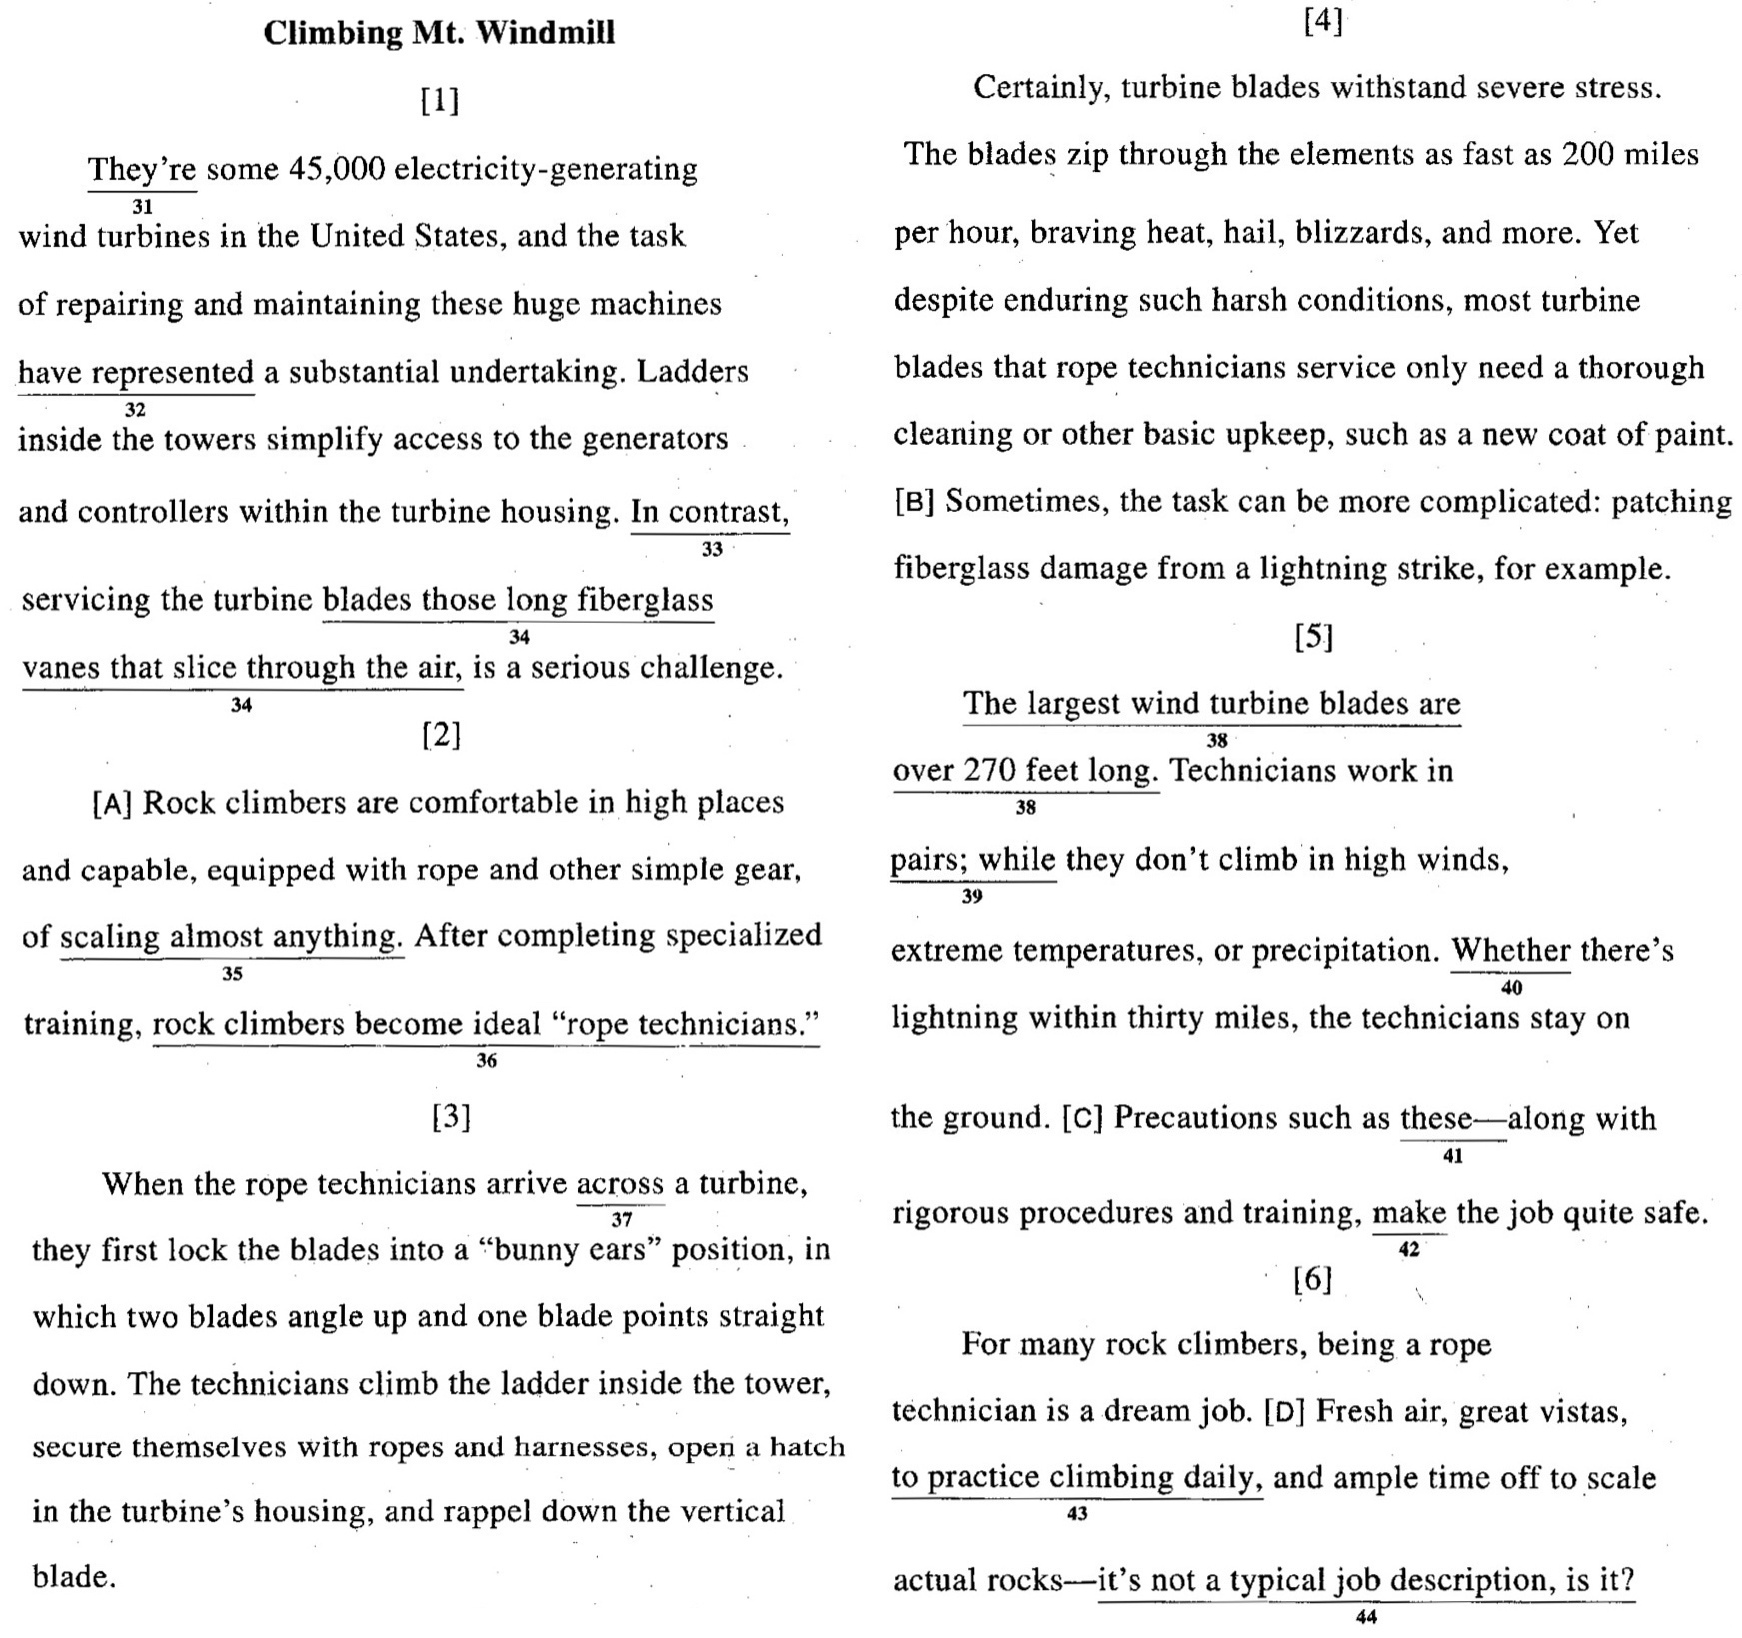 Climbing Mt. Windmill
[1]
They're some 45,000 electricity-generating
31
wind turbines in the United States, and the task
of repairing and maintaining these huge machines
have represented a substantial undertaking. Ladders
32
inside the towers simplify access to the generators
and controllers within the turbine housing. In contrast,
33
servicing the turbine blades those long fiberglass
34
vanes that slice through the air, is a serious challenge.
34
[2]
[A] Rock climbers are comfortable in high places
and capable, equipped with rope and other simple gear,
of scaling almost anything. After completing specialized
35
training, rock climbers become ideal “rope technicians.”
36
[3]
When the rope technicians arrive across a turbine,
37
they first lock the blades into a “bunny ears” position, in
which two blades angle up and one blade points straight
down. The technicians climb the ladder inside the tower,
secure themselves with ropes and harnesses, open a hatch
in the turbine's housing, and rappel down the vertical
blade.
[4]
Certainly, turbine blades withstand severe stress.
The blades zip through the elements as fast as 200 miles
per hour, braving heat, hail, blizzards, and more. Yet
despite enduring such harsh conditions, most turbine
blades that rope technicians service only need a thorough
cleaning or other basic upkeep, such as a new coat of paint.
[B] Sometimes, the task can be more complicated: patching
fiberglass damage from a lightning strike, for example.
[5]
The largest wind turbine blades are
38
over 270 feet long. Technicians work in
38
pairs; while they don't climb in high winds,
39
extreme temperatures, or precipitation. Whether there's
40
lightning within thirty miles, the technicians stay on
the ground. [C] Precautions such as these—along with
41
rigorous procedures and training, make the job quite safe.
42
[6]
For many rock climbers, being a rope
technician is a dream job. [D] Fresh air, great vistas,
to practice climbing daily, and ample time off to scale
43
actual rocks—it's not a typical job description, is it?
44